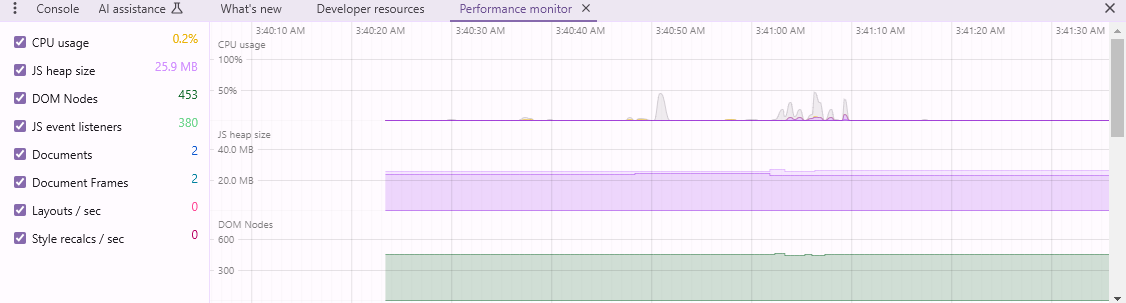 Console AI assistance What's new Developer resources Performance monitor
CPU usage 0.2%
JS heap size 25.9 MB
DOM Nodes 453
JS event listeners 380
Documents 2
Document Frames 2
Layouts / sec 0
Style recalcs / sec 0
3:40:10 AM 3:40:20 AM 3:40:30 AM 3:40:40 AM 3:40:50 AM 3:41:00 AM 3:41:10 AM 3:41:20 AM 3:41:30 AM
CPU usage
100%
50%
JS heap size
40.0 MB
20.0 MB
DOM Nodes
600
300